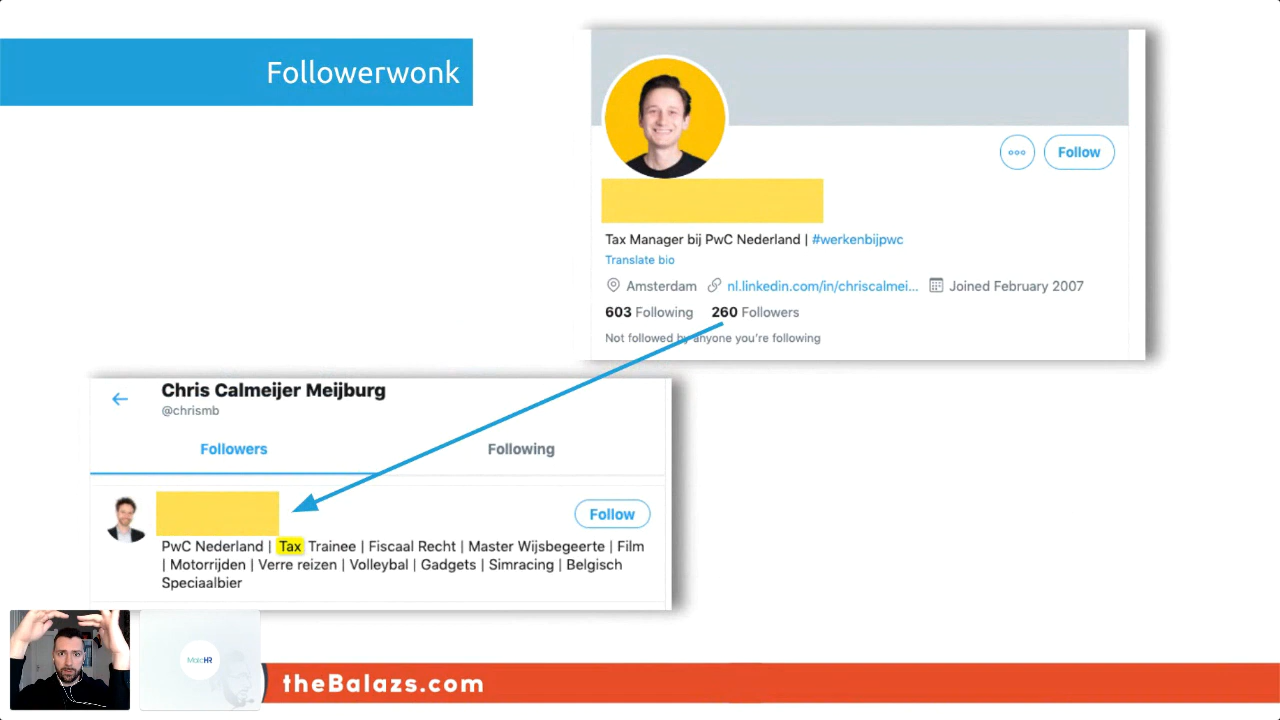 Followerwonk
Follow
Tax Manager bij PwC Nederland | #werkenbijpwc
Translate bio
Amsterdam nl.linkedin.com/in/chriscalmei... Joined February 2007
603 Following 260 Followers
Not followed by anyone you're following
Chris Calmeijer Meijburg
@chrismb
Followers Following
Follow
PwC Nederland | Tax Trainee | Fiscaal Recht | Master Wijsbegeerte | Film
| Motorrijden | Verre reizen | Volleybal | Gadgets | Simracing | Belgisch
Speciaalbier
theBalazs.com